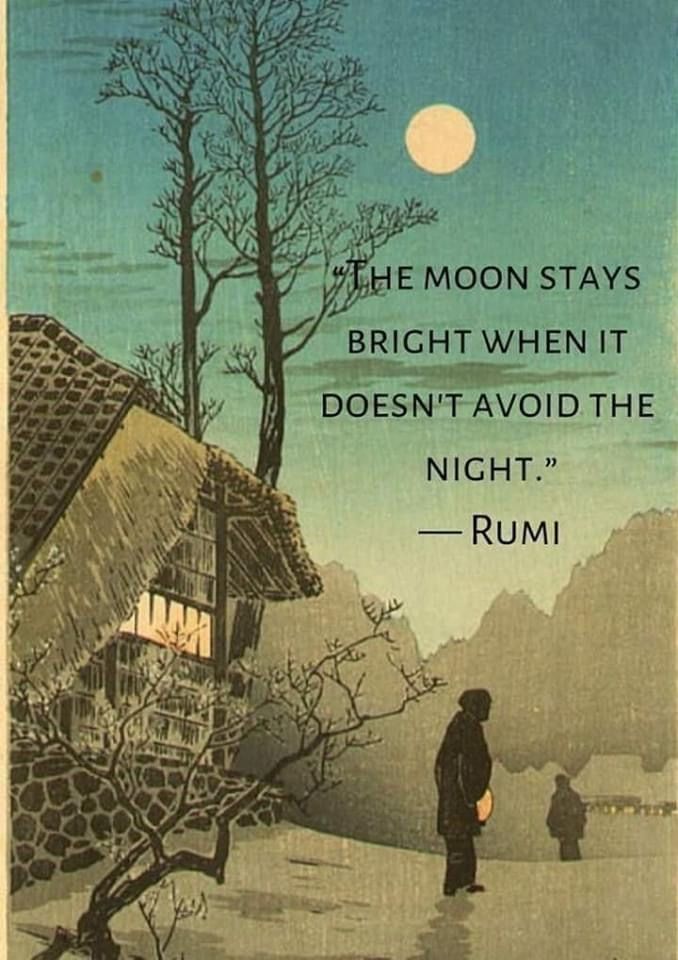 “The moon stays
bright when it
doesn't avoid the
night.”
— Rumi